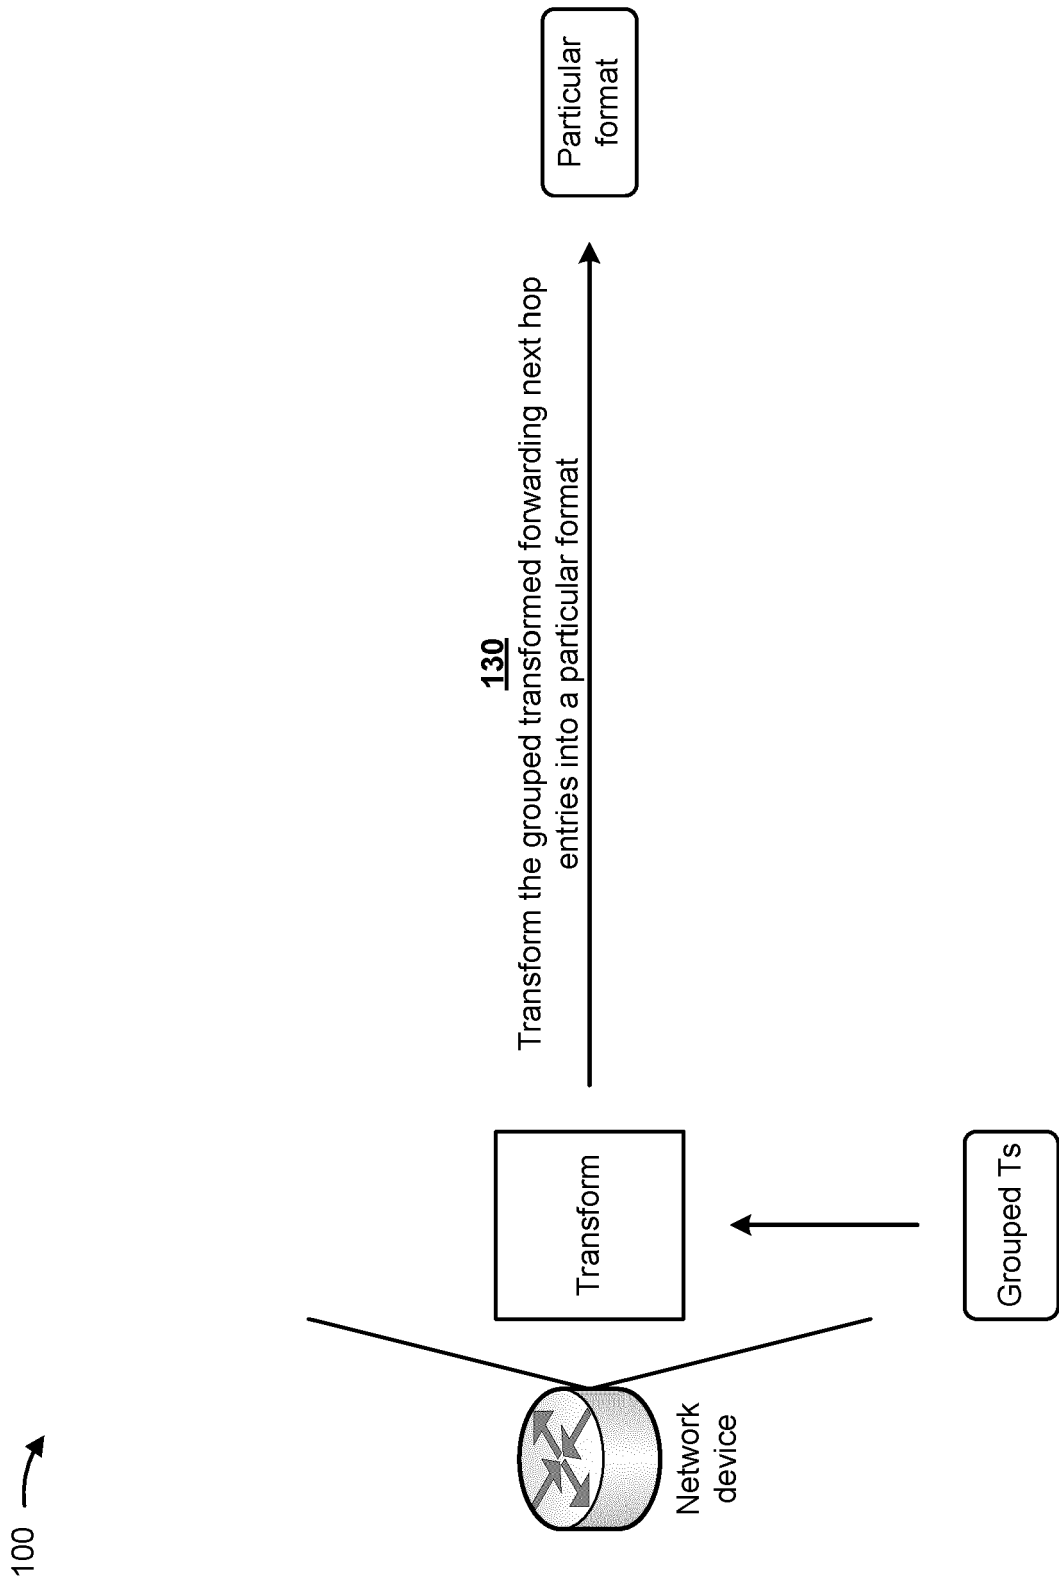 100
130
Transform the grouped transformed forwarding next hop
entries into a particular format
Particular
format
Transform
Grouped Ts
Network
device